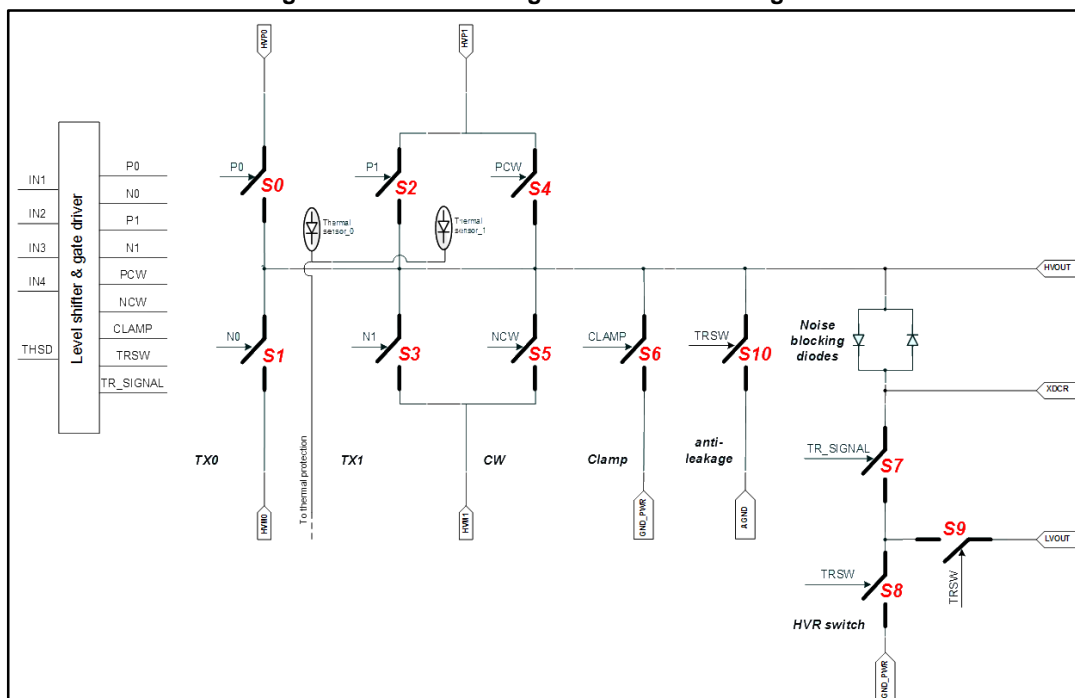 HVP0
HVP1
Level shifter & gate driver
IN1
IN2
IN3
IN4
THSD
P0
N0
P1
N1
PCW
NCW
CLAMP
TRSW
TR_SIGNAL
P0
S0
P1
S2
PCW
S4
Thermal
sensor_0
Thermal
sensor_1
HVOUT
N0
S1
N1
S3
NCW
S5
CLAMP
S6
TRSW
S10
Noise
blocking
diodes
XDCR
TR_SIGNAL
S7
TX0
To thermal protection
TX1
CW
Clamp
anti-
leakage
HVM0
HVM1
GND_PWR
AGND
S9
LVOUT
TRSW
TRSW
S8
HVR switch
GND_PWR